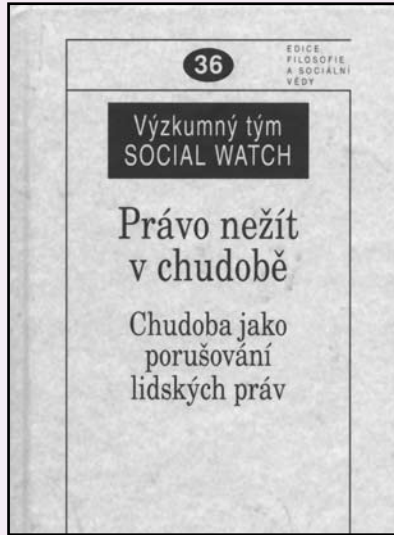 36
EDICE
FILOSOFIE
A SOCIÁLNÍ
VĚDY
Výzkumný tým
SOCIAL WATCH
Právo nežít
v chudobě
Chudoba jako
porušování
lidských práv